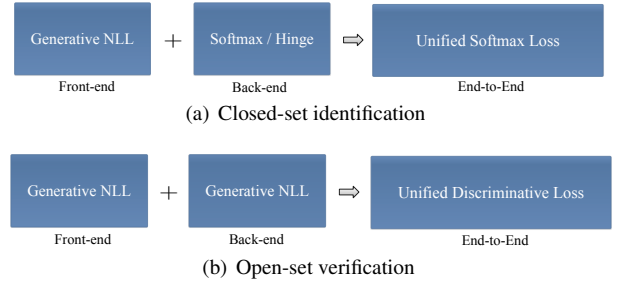 Generative NLL + Softmax / Hinge ⇨ Unified Softmax Loss
Front-end Back-end End-to-End
(a) Closed-set identification
Generative NLL + Generative NLL ⇨ Unified Discriminative Loss
Front-end Back-end End-to-End
(b) Open-set verification